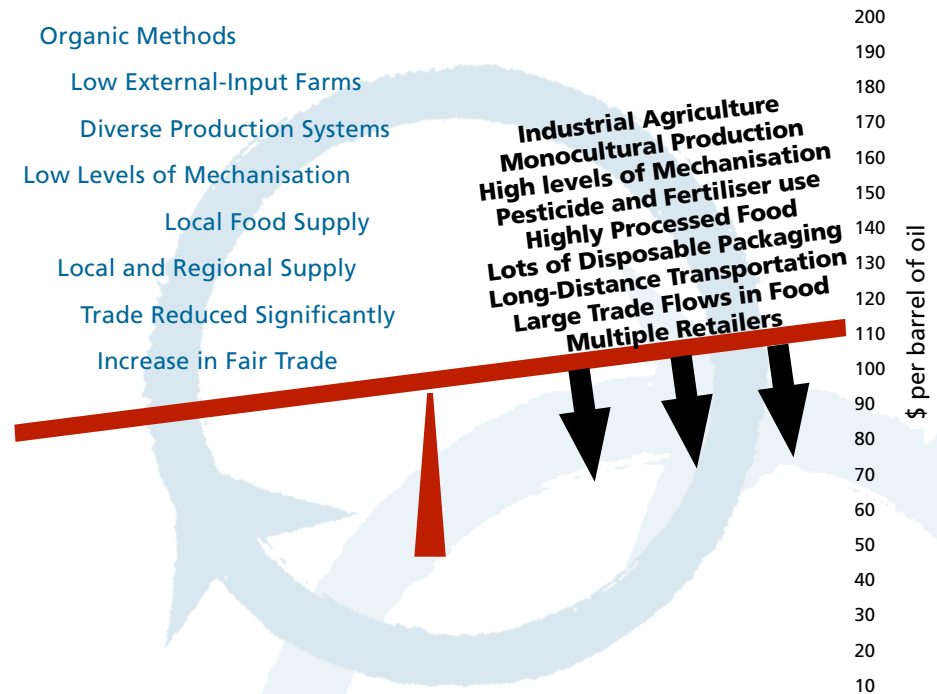 Organic Methods
Low External-Input Farms
Diverse Production Systems
Low Levels of Mechanisation
Local Food Supply
Local and Regional Supply
Trade Reduced Significantly
Increase in Fair Trade
Industrial Agriculture
Monocultural Production
High levels of Mechanisation
Pesticide and Fertiliser use
Highly Processed Food
Lots of Disposable Packaging
Long-Distance Transportation
Large Trade Flows in Food
Multiple Retailers
200
190
180
170
160
150
140
130
120
110
100
90
80
70
60
50
40
30
20
10
$ per barrel of oil